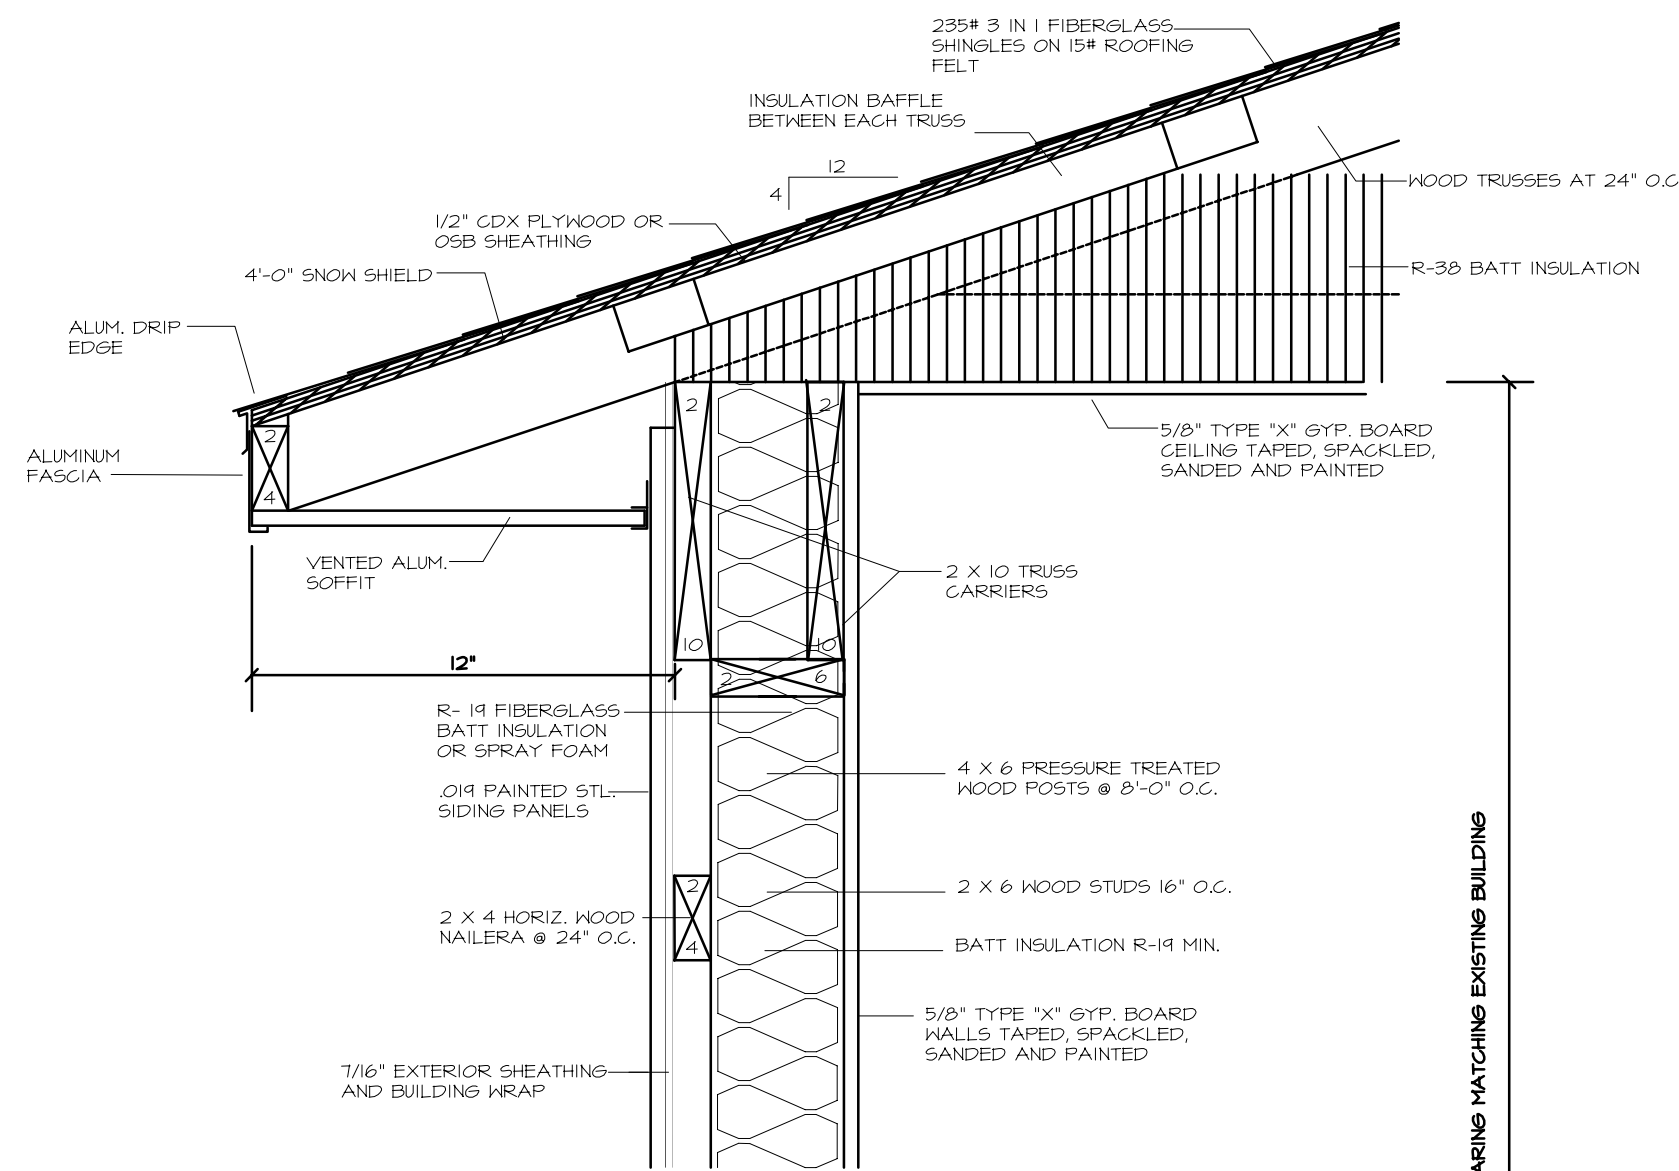 235# 3 IN 1 FIBERGLASS
SHINGLES ON 15# ROOFING
FELT
INSULATION BAFFLE
BETWEEN EACH TRUSS
12
4
WOOD TRUSSES AT 24" O.C
1/2" CDX PLYWOOD OR
OSB SHEATHING
4'-0" SNOW SHIELD
R-38 BATT INSULATION
ALUM. DRIP
EDGE
2
4
ALUMINUM
FASCIA
2
2
5/8" TYPE "X" GYP. BOARD
CEILING TAPED, SPACKLED,
SANDED AND PAINTED
VENTED ALUM.
SOFFIT
2 X 10 TRUSS
CARRIERS
10
10
12"
2
6
R- 19 FIBERGLASS
BATT INSULATION
OR SPRAY FOAM
4 X 6 PRESSURE TREATED
WOOD POSTS @ 8'-0" O.C.
.019 PAINTED STL.
SIDING PANELS
2 X 6 WOOD STUDS 16" O.C.
2
4
2 X 4 HORIZ. WOOD
NAILERA @ 24" O.C.
BATT INSULATION R-19 MIN.
5/8" TYPE "X" GYP. BOARD
WALLS TAPED, SPACKLED,
SANDED AND PAINTED
7/16" EXTERIOR SHEATHING
AND BUILDING WRAP
ARING MATCHING EXISTING BUILDING